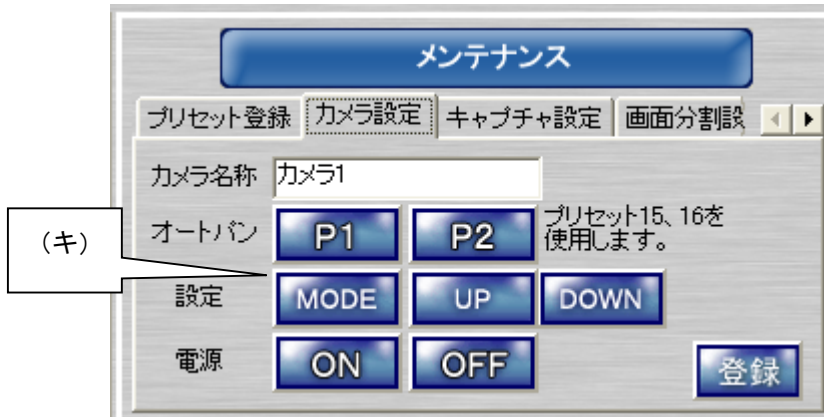 メンテナンス
プリセット登録 カメラ設定 キャプチャ設定 画面分割設
カメラ名称 カメラ1
オートパン P1 P2 プリセット15、16を
使用します。
(キ)
設定 MODE UP DOWN
電源 ON OFF 登録